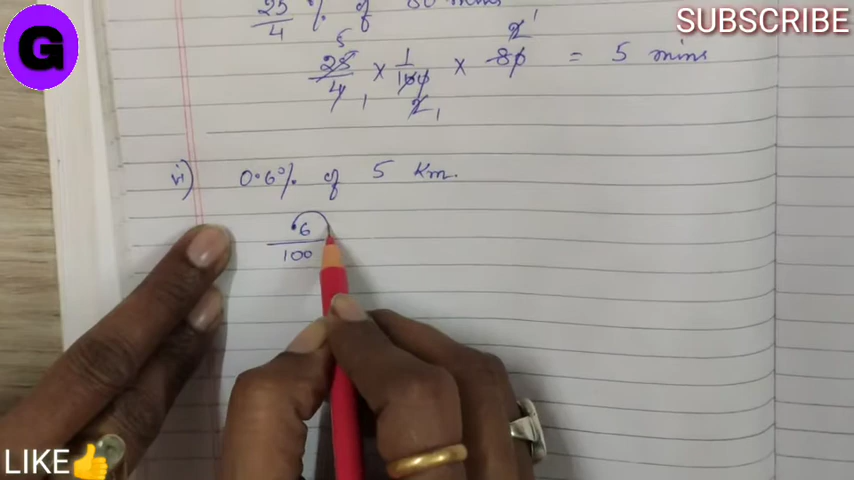 25/4 % of 80 mins
SUBSCRIBE
G
25/4 × 1/100 × 80 = 5 mins
vi) 0.6% of 5 Km.
.6
100
LIKE👍